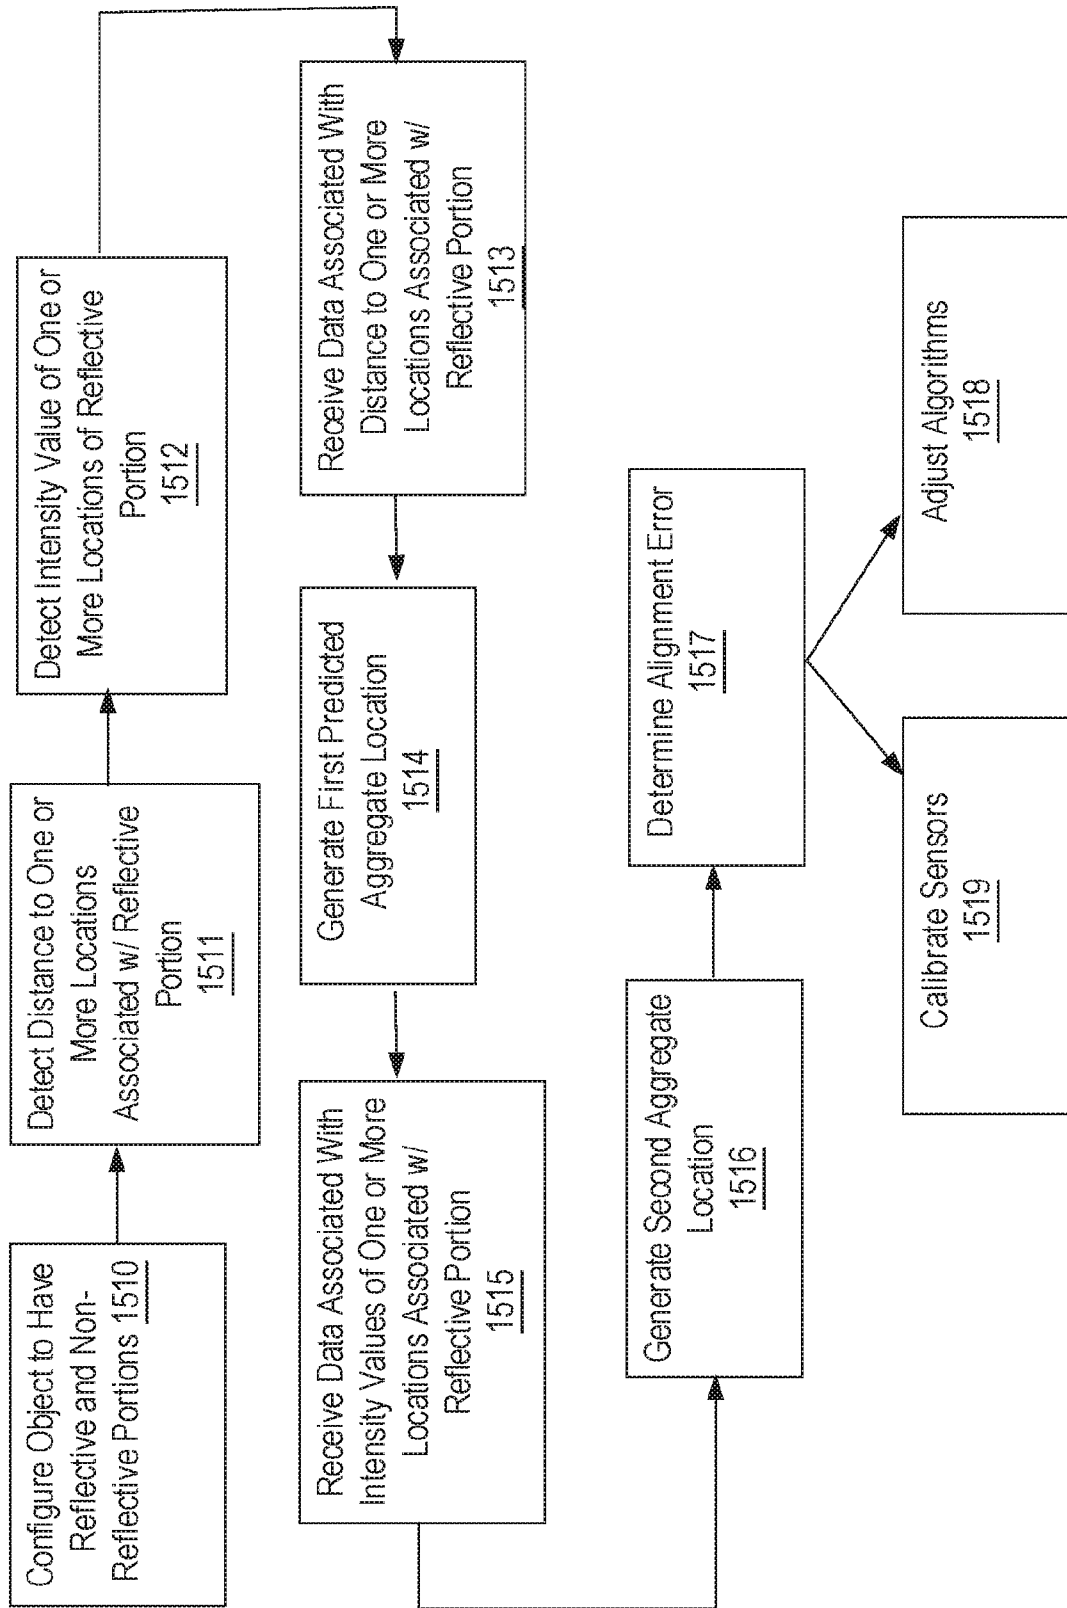 Configure Object to Have
Reflective and Non-
Reflective Portions 1510
Detect Distance to One or
More Locations
Associated w/ Reflective
Portion
1511
Detect Intensity Value of One or
More Locations of Reflective
Portion
1512
Receive Data Associated With
Distance to One or More
Locations Associated w/
Reflective Portion
1513
Generate First Predicted
Aggregate Location
1514
Receive Data Associated With
Intensity Values of One or More
Locations Associated w/
Reflective Portion
1515
Generate Second Aggregate
Location
1516
Determine Alignment Error
1517
Adjust Algorithms
1518
Calibrate Sensors
1519